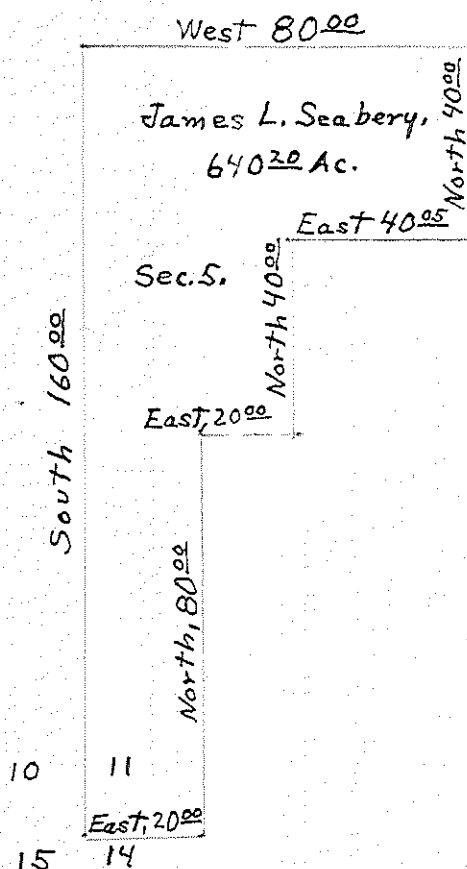 West 80 00
James L. Seabery,
640 20 Ac.
North 40 00
East 40 05
Sec. 5.
North 40 00
South 160 00
East, 20 00
North, 80 00
10 11
East, 20 00
15 14